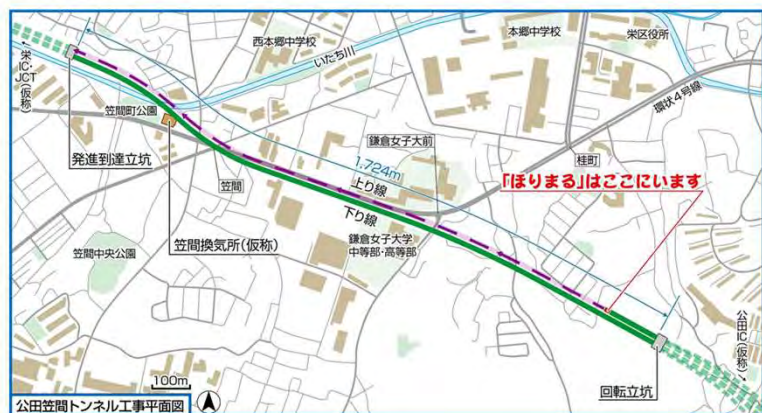 西本郷中学校
いたち川
本郷中学校
栄区役所
環状4号線
↑栄IC・JCT(仮称)
笠間町公園
発進到達立坑
鎌倉女子大前
桂町
1,724m
「ほりまる」はここにいます
笠間
上り線
下り線
笠間換気所(仮称)
鎌倉女子大学
中等部・高等部
笠間中央公園
公田IC(仮称)→
100m
回転立坑
公田笠間トンネル工事平面図